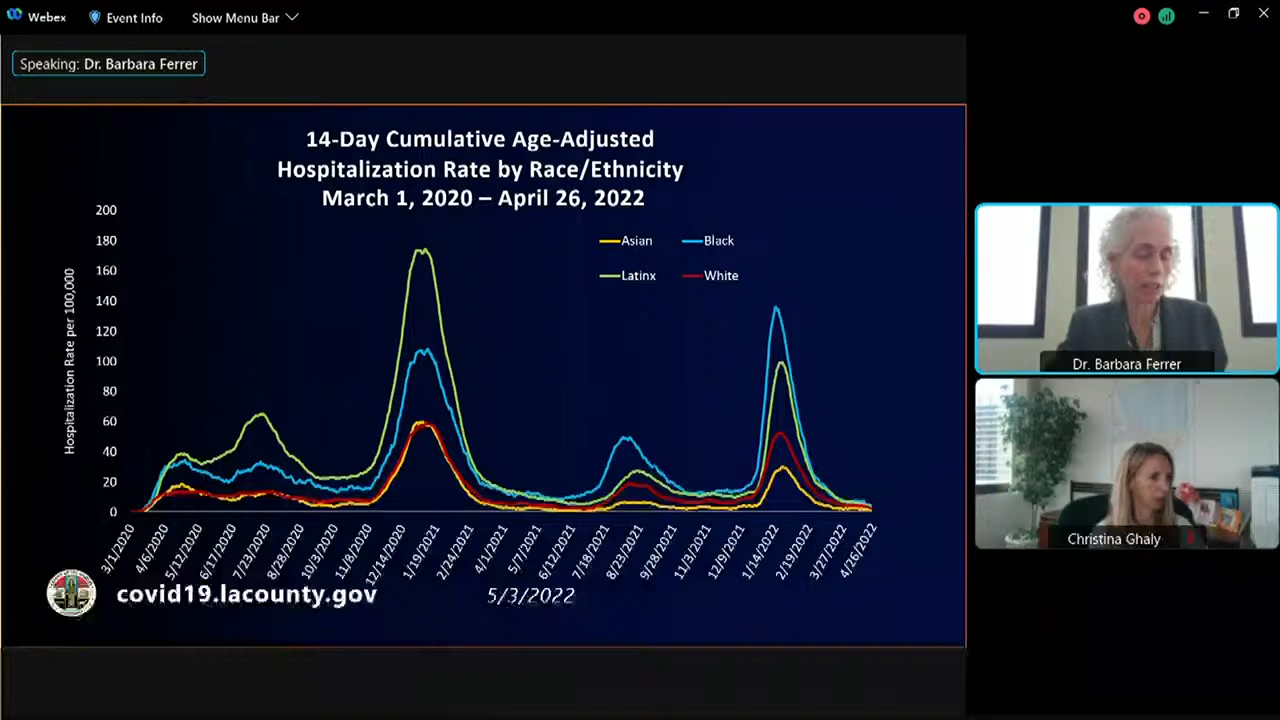 Webex
Event Info
Show Menu Bar
Speaking: Dr. Barbara Ferrer
14-Day Cumulative Age-Adjusted
Hospitalization Rate by Race/Ethnicity
March 1, 2020 – April 26, 2022
Asian
Black
Latinx
White
Hospitalization Rate per 100,000
200
180
160
140
120
100
80
60
40
20
0
3/11/2020
4/6/2020
5/12/2020
6/17/2020
7/23/2020
8/28/2020
10/3/2020
11/8/2020
12/14/2020
1/19/2021
2/24/2021
4/1/2021
5/7/2021
6/12/2021
7/18/2021
8/23/2021
9/28/2021
11/3/2021
12/9/2021
1/14/2022
2/19/2022
3/27/2022
4/26/2022
covid19.lacounty.gov
5/3/2022
Dr. Barbara Ferrer
Christina Ghaly